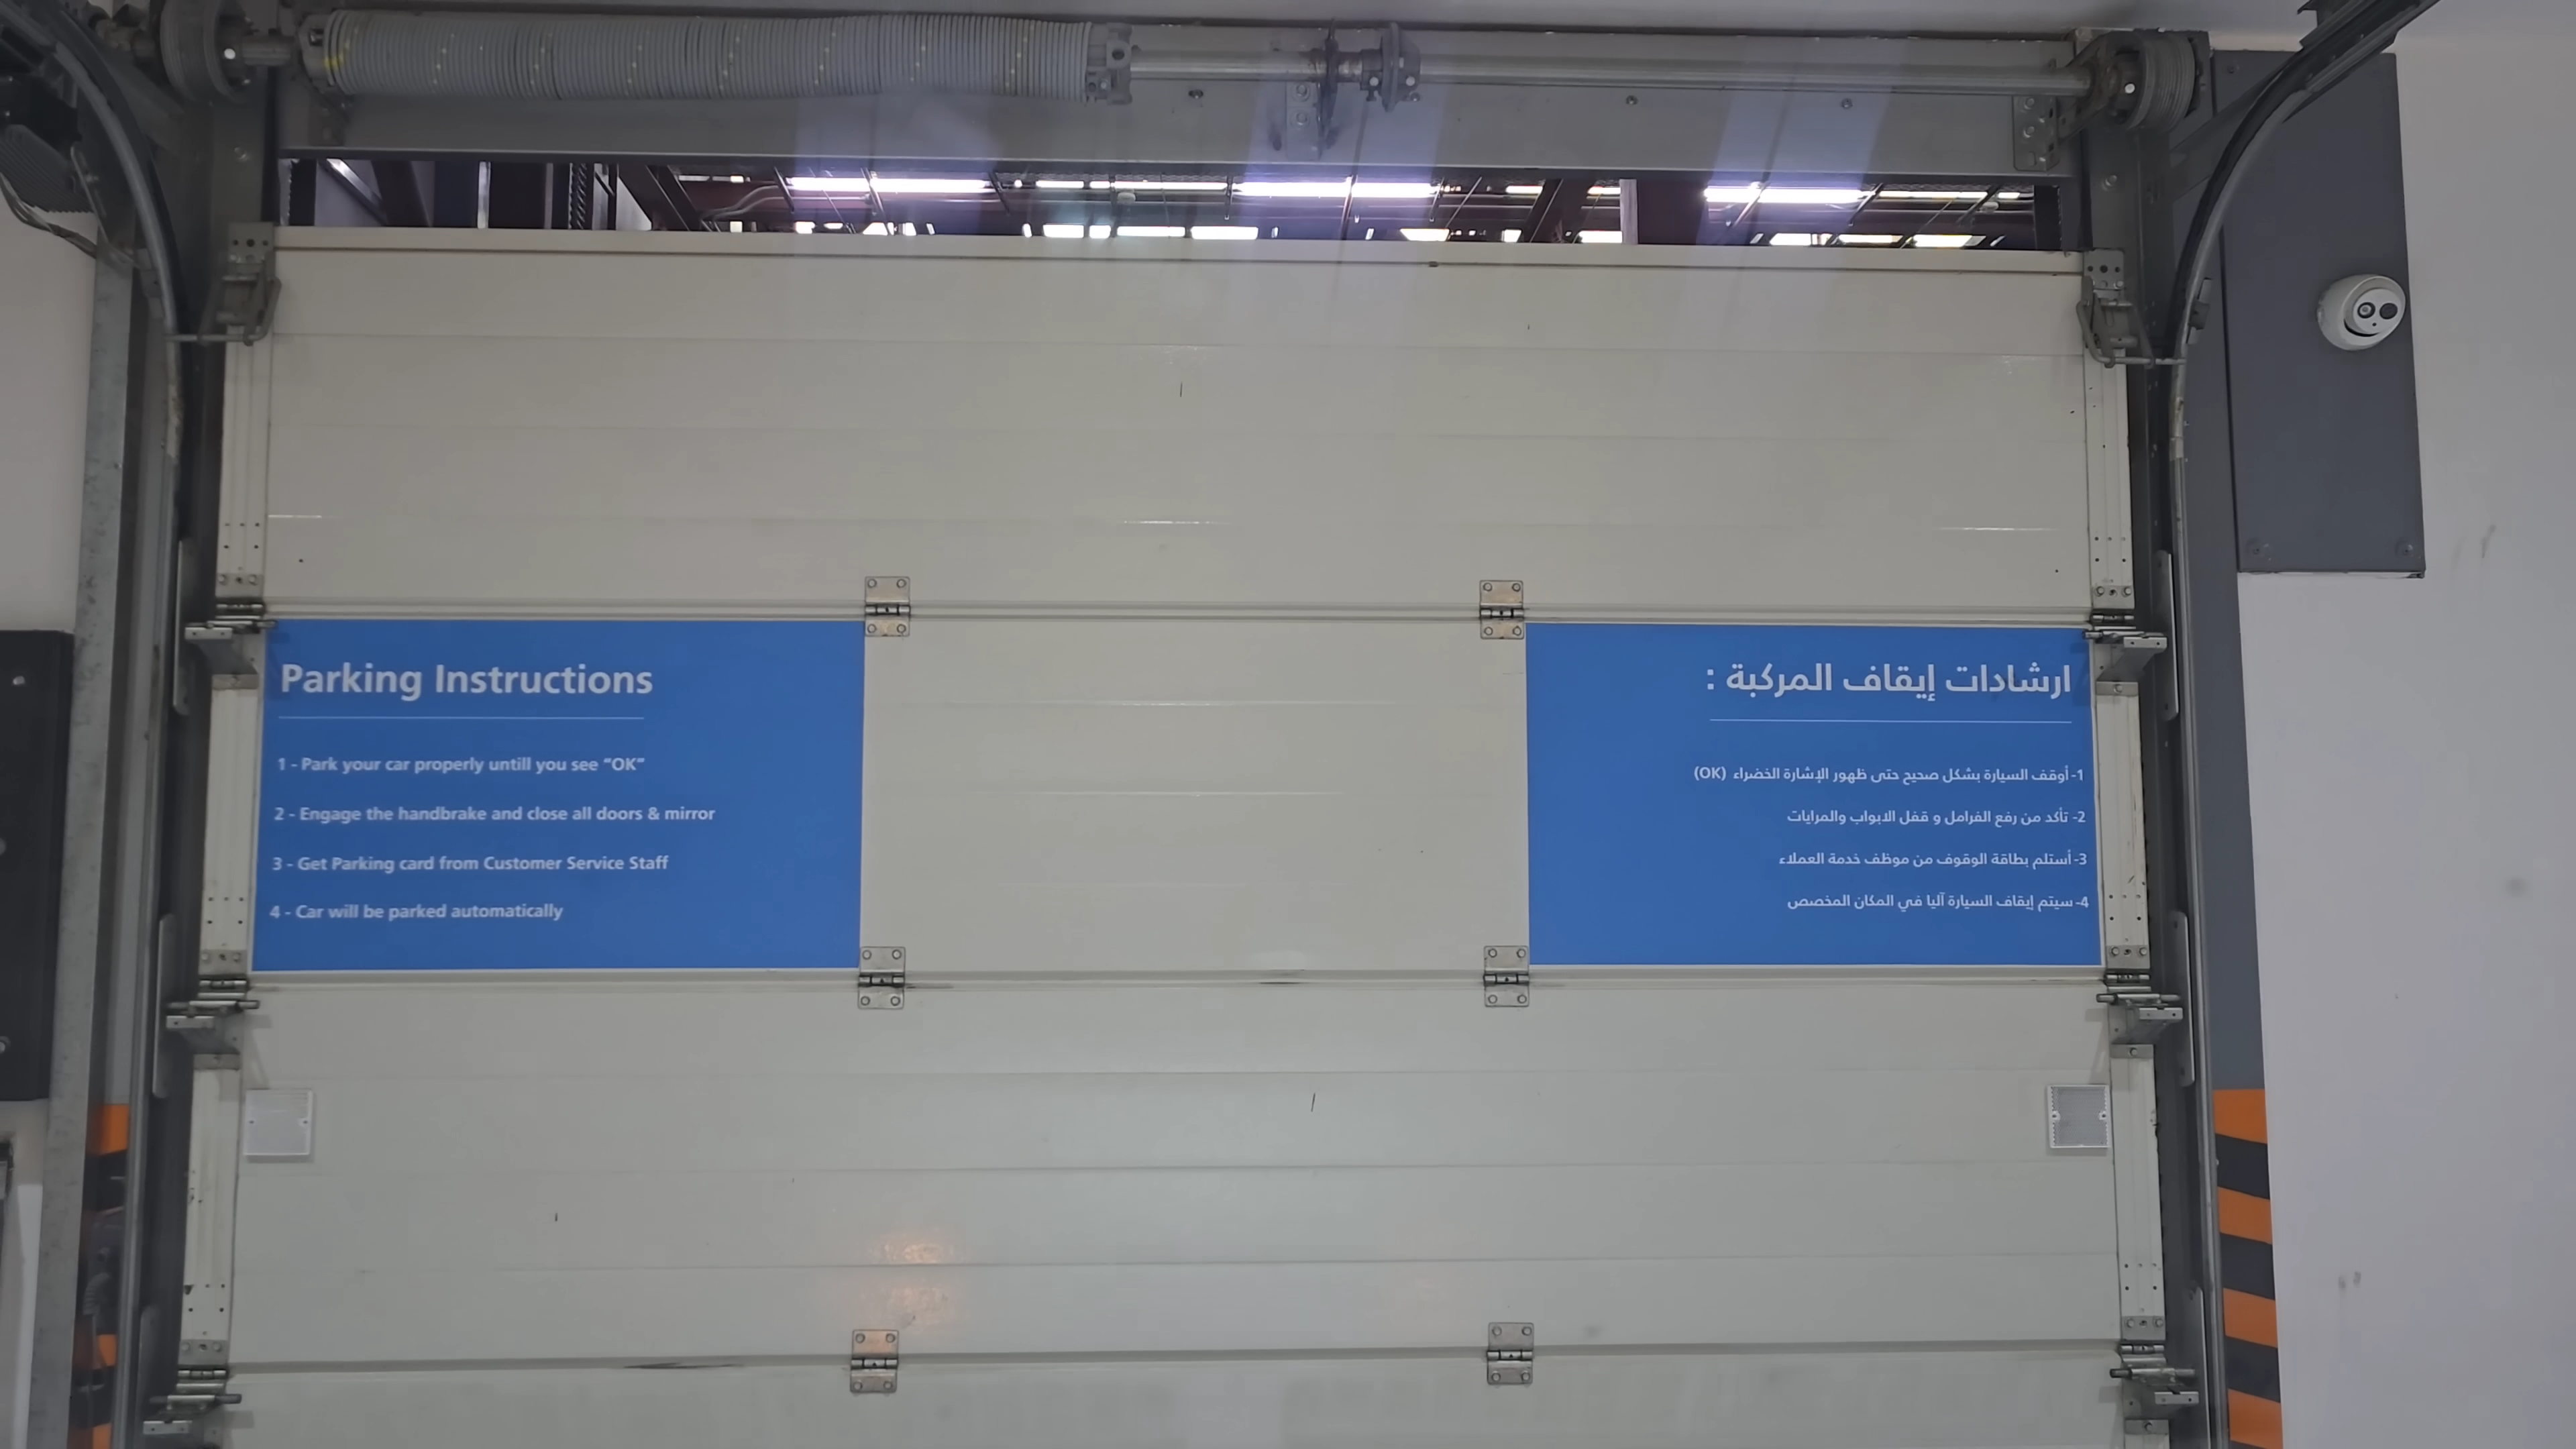 Parking Instructions
1 - Park your car properly untill you see “OK”
2 - Engage the handbrake and close all doors & mirror
3 - Get Parking card from Customer Service Staff
4 - Car will be parked automatically
ارشادات إيقاف المركبة :
1- أوقف السيارة بشكل صحيح حتى ظهور الإشارة الخضراء (OK)
2- تأكد من رفع الفرامل و قفل الابواب والمرايات
3- أستلم بطاقة الوقوف من موظف خدمة العملاء
4- سيتم إيقاف السيارة آليا في المكان المخصص